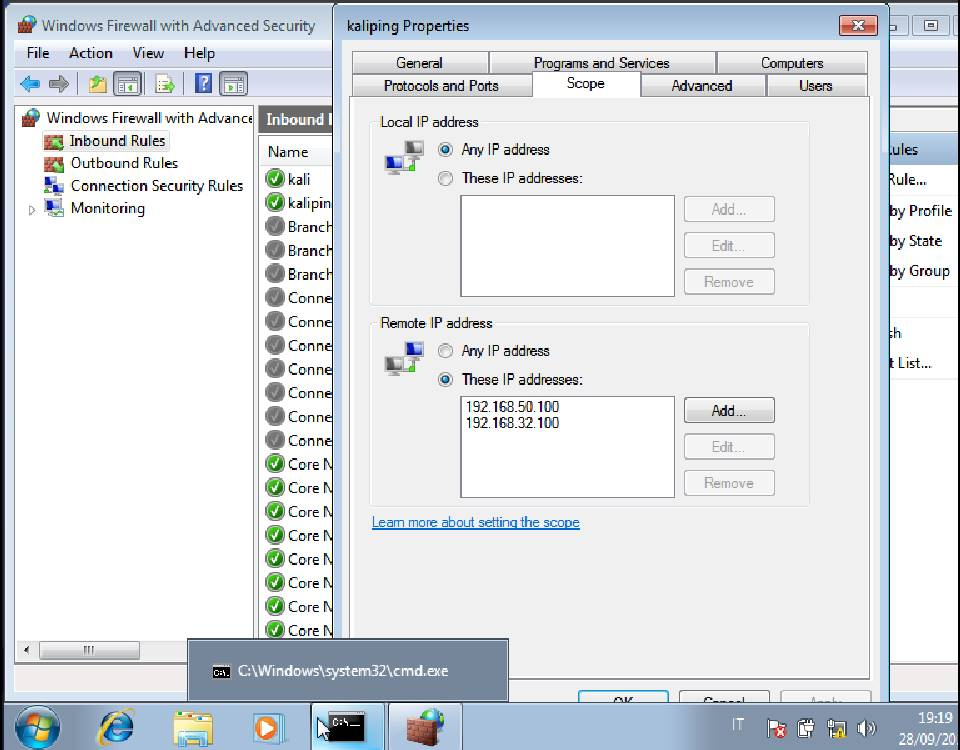 Windows Firewall with Advanced Security
File Action View Help
Windows Firewall with Advance
Inbound Rules
Outbound Rules
Connection Security Rules
Monitoring
Inbound
Name
kali
kalipin
Branch
Branch
Branch
Conne
Conne
Conne
Conne
Conne
Conne
Conne
Core N
Core N
Core N
Core N
Core N
Core N
Core N
Core N
kaliping Properties
General Programs and Services Computers
Protocols and Ports Scope Advanced Users
Local IP address
Any IP address
These IP addresses:
Add...
Edit...
Remove
Remote IP address
Any IP address
These IP addresses:
192.168.50.100
192.168.32.100
Add...
Edit...
Remove
Learn more about setting the scope
OK Cancel Apply
ules
Rule...
by Profile
by State
by Group
sh
t List...
C:\Windows\system32\cmd.exe
C:\
IT
19:19
28/09/20